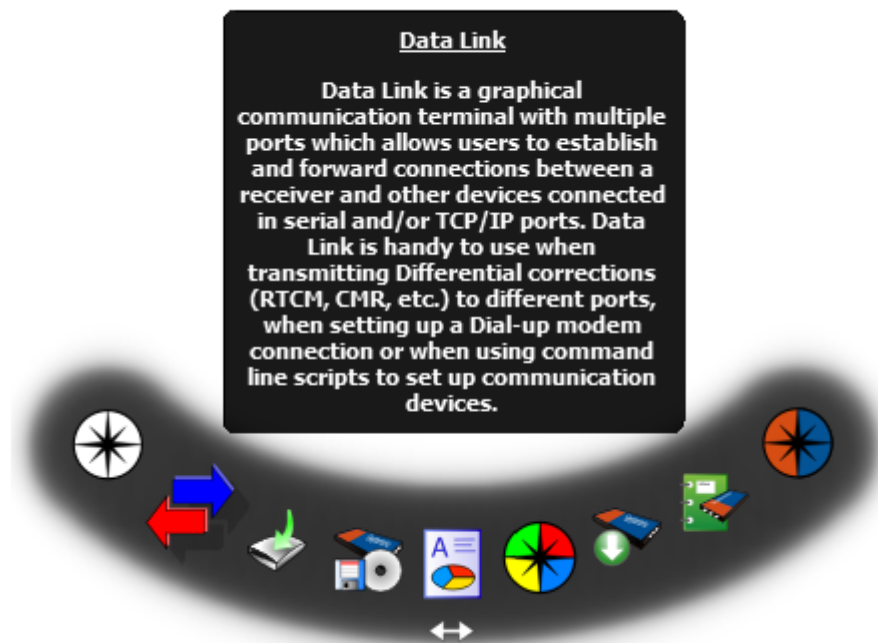 Data Link
Data Link is a graphical
communication terminal with multiple
ports which allows users to establish
and forward connections between a
receiver and other devices connected
in serial and/or TCP/IP ports. Data
Link is handy to use when
transmitting Differential corrections
(RTCM, CMR, etc.) to different ports,
when setting up a Dial-up modem
connection or when using command
line scripts to set up communication
devices.
A